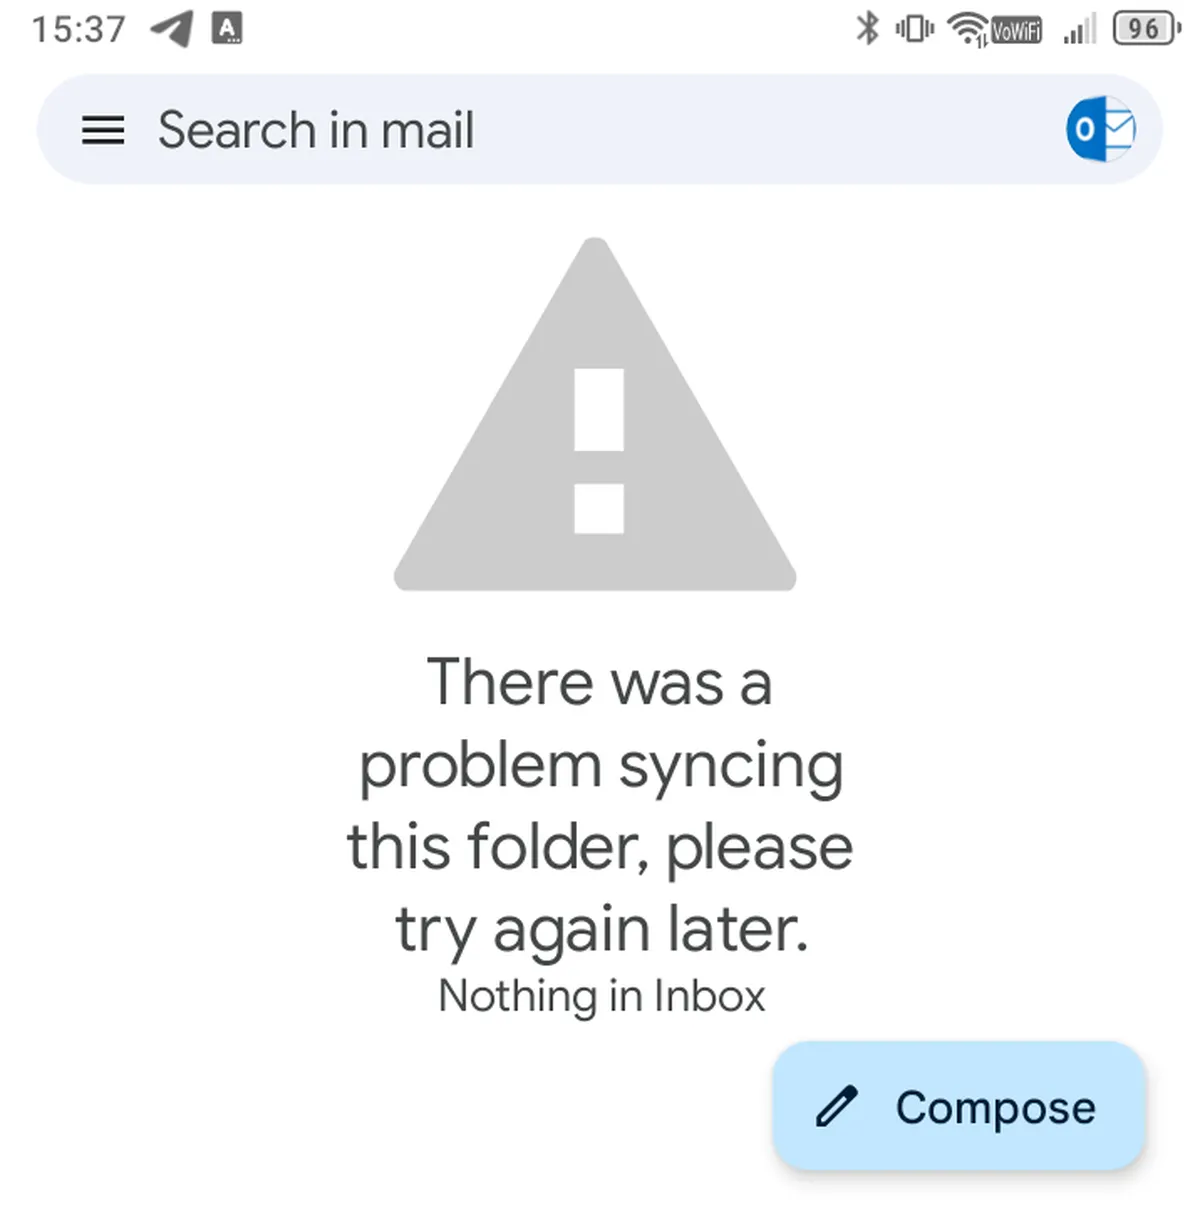 15:37 A... VoWiFi 96
Search in mail O
There was a
problem syncing
this folder, please
try again later.
Nothing in Inbox
Compose